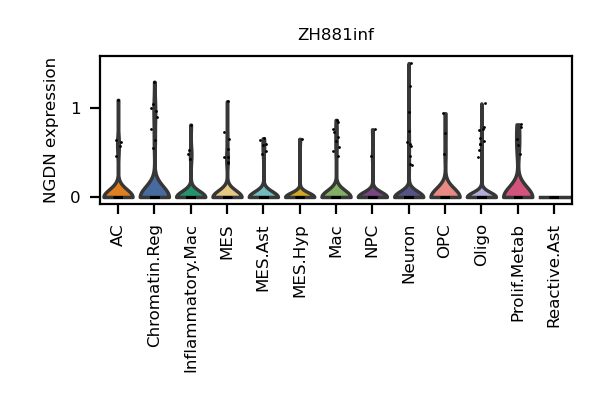 ZH881inf
NGDN expression
1
0
AC
Chromatin.Reg
Inflammatory.Mac
MES
MES.Ast
MES.Hyp
Mac
NPC
Neuron
OPC
Oligo
Prolif.Metab
Reactive.Ast